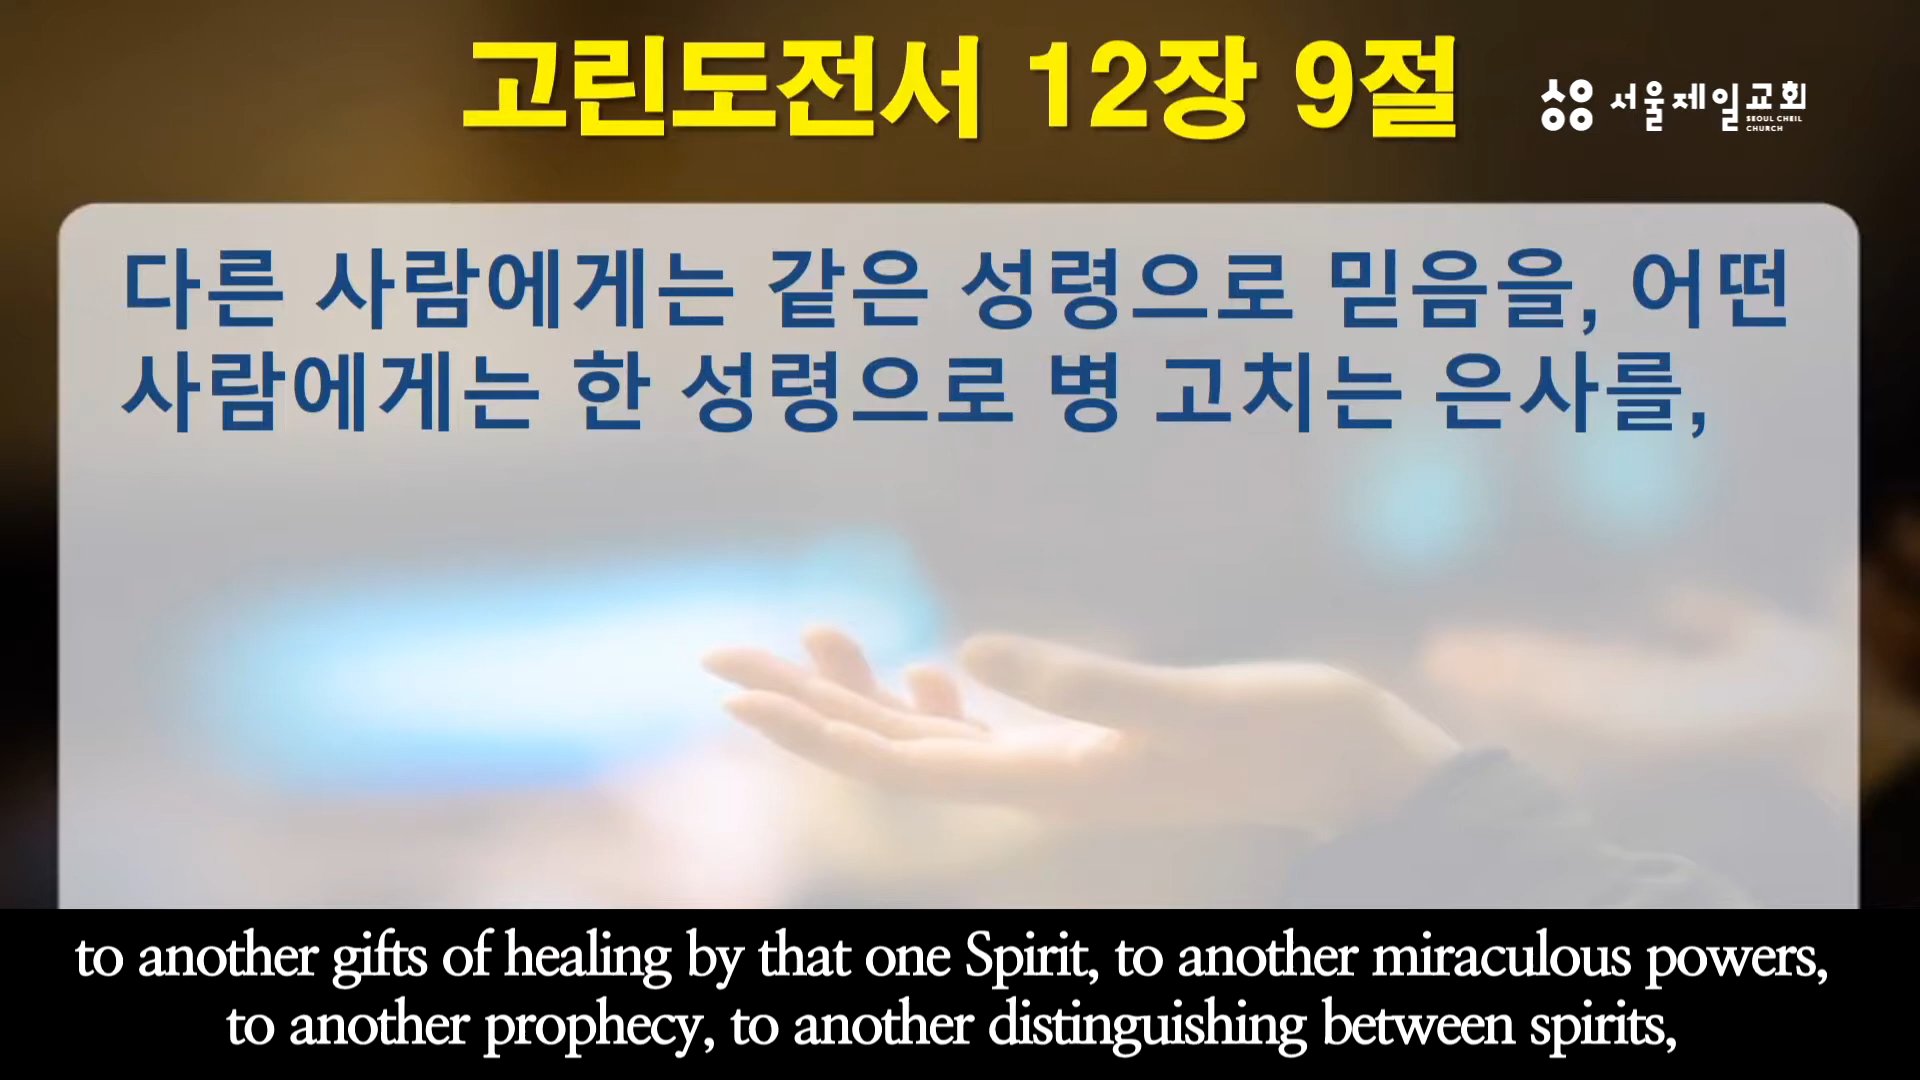 고린도전서 12장 9절
서울제일교회
SEOUL CHEIL
CHURCH
다른 사람에게는 같은 성령으로 믿음을, 어떤
사람에게는 한 성령으로 병 고치는 은사를,
to another gifts of healing by that one Spirit, to another miraculous powers,
to another prophecy, to another distinguishing between spirits,